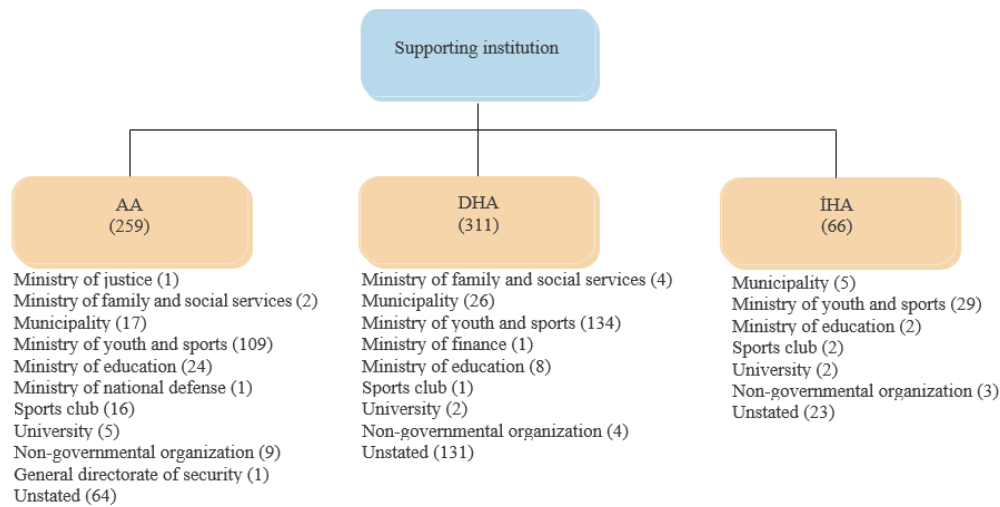 Supporting institution
AA
(259)
Ministry of justice (1)
Ministry of family and social services (2)
Municipality (17)
Ministry of youth and sports (109)
Ministry of education (24)
Ministry of national defense (1)
Sports club (16)
University (5)
Non-governmental organization (9)
General directorate of security (1)
Unstated (64)
DHA
(311)
Ministry of family and social services (4)
Municipality (26)
Ministry of youth and sports (134)
Ministry of finance (1)
Ministry of education (8)
Sports club (1)
University (2)
Non-governmental organization (4)
Unstated (131)
İHA
(66)
Municipality (5)
Ministry of youth and sports (29)
Ministry of education (2)
Sports club (2)
University (2)
Non-governmental organization (3)
Unstated (23)